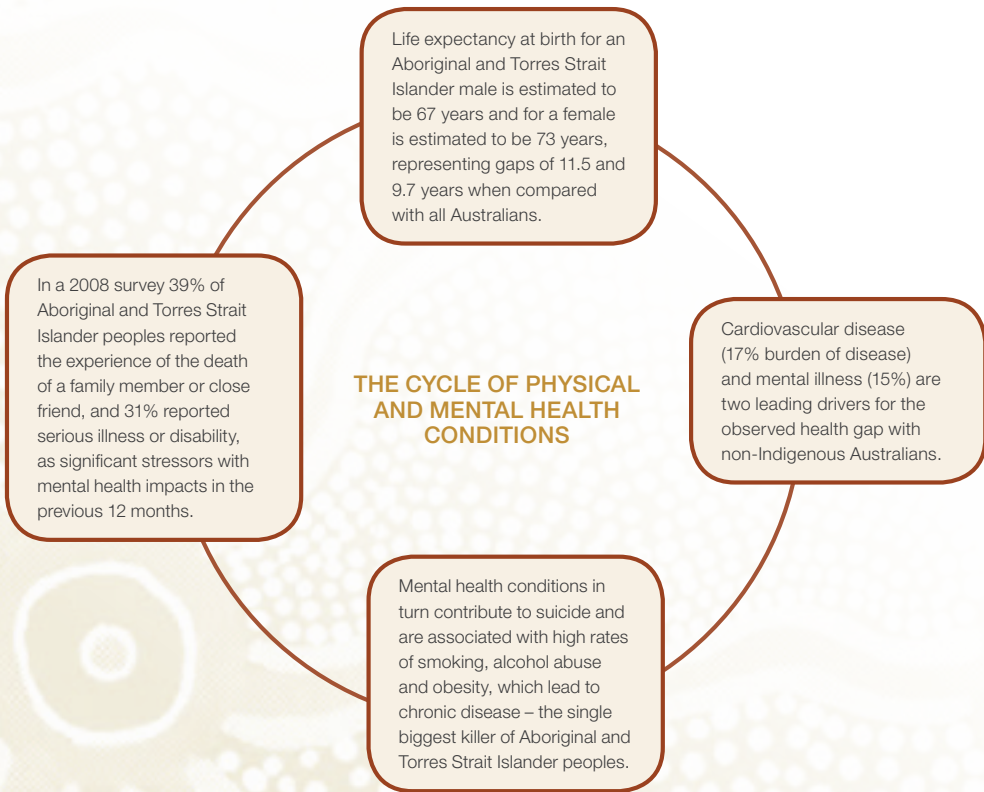 Life expectancy at birth for an
Aboriginal and Torres Strait
Islander male is estimated to
be 67 years and for a female
is estimated to be 73 years,
representing gaps of 11.5 and
9.7 years when compared
with all Australians.
In a 2008 survey 39% of
Aboriginal and Torres Strait
Islander peoples reported
the experience of the death
of a family member or close
friend, and 31% reported
serious illness or disability,
as significant stressors with
mental health impacts in the
previous 12 months.
THE CYCLE OF PHYSICAL
AND MENTAL HEALTH
CONDITIONS
Cardiovascular disease
(17% burden of disease)
and mental illness (15%) are
two leading drivers for the
observed health gap with
non-Indigenous Australians.
Mental health conditions in
turn contribute to suicide and
are associated with high rates
of smoking, alcohol abuse
and obesity, which lead to
chronic disease – the single
biggest killer of Aboriginal and
Torres Strait Islander peoples.